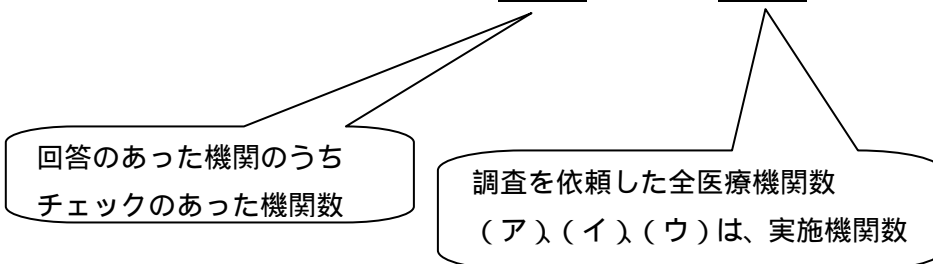 回答のあった機関のうち
チェックのあった機関数
調査を依頼した全医療機関数
(ア)、(イ)、(ウ)は、実施機関数